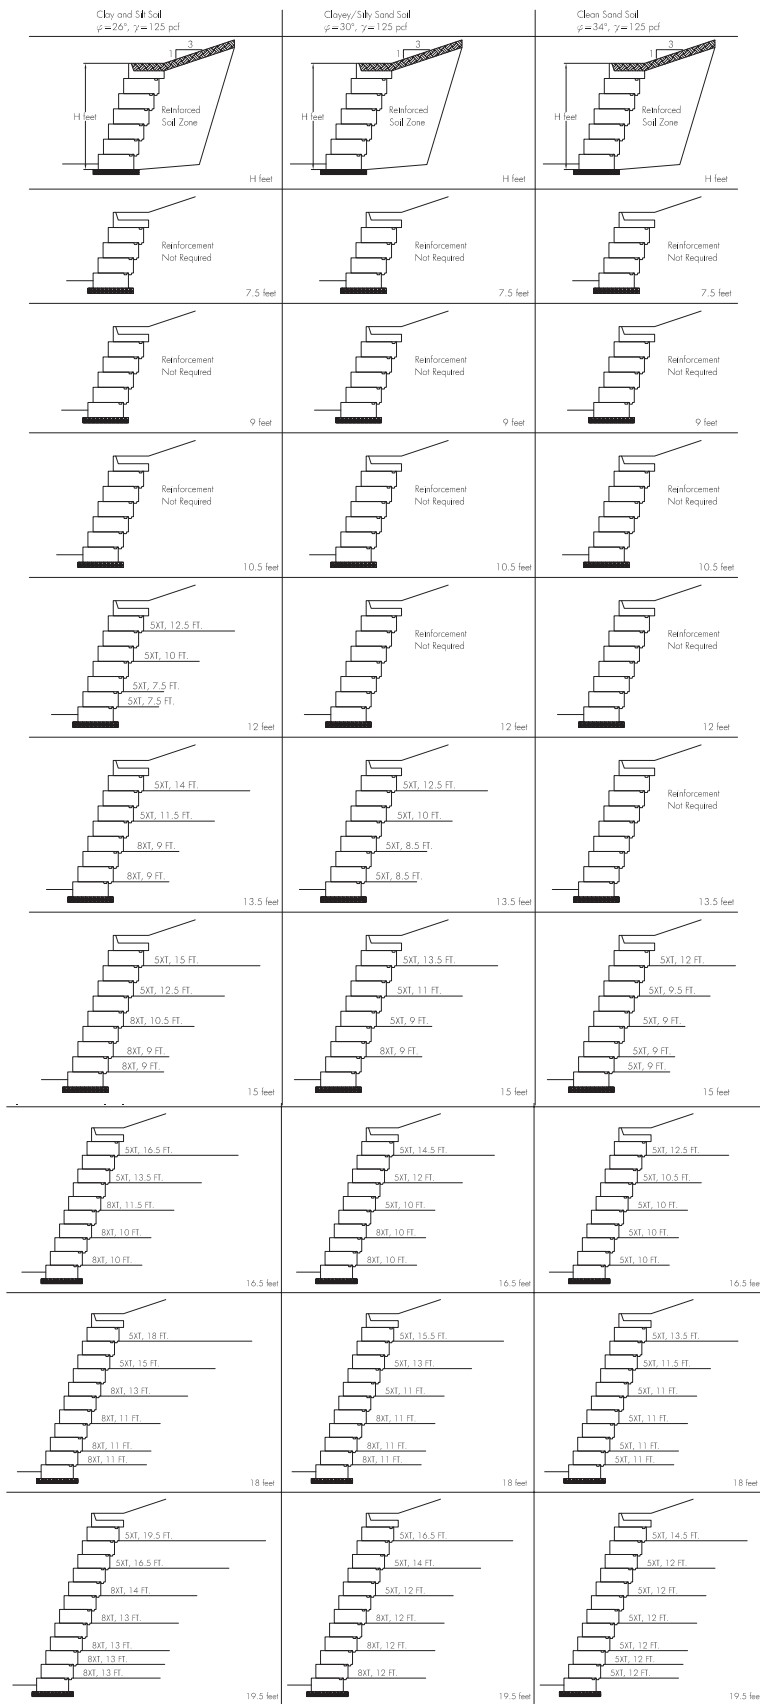 Clay and Silt Soil
φ=26°, γ=125 pcf
Clayey/Silty Sand Soil
φ=30°, γ=125 pcf
Clean Sand Soil
φ=34°, γ=125 pcf
3
1
H feet
Reinforced
Soil Zone
H feet
3
1
H feet
Reinforced
Soil Zone
H feet
3
1
H feet
Reinforced
Soil Zone
H feet
Reinforcement
Not Required
7.5 feet
Reinforcement
Not Required
7.5 feet
Reinforcement
Not Required
7.5 feet
Reinforcement
Not Required
9 feet
Reinforcement
Not Required
9 feet
Reinforcement
Not Required
9 feet
Reinforcement
Not Required
10.5 feet
Reinforcement
Not Required
10.5 feet
Reinforcement
Not Required
10.5 feet
5XT, 12.5 FT.
5XT, 10 FT.
5XT, 7.5 FT.
5XT, 7.5 FT.
12 feet
Reinforcement
Not Required
12 feet
Reinforcement
Not Required
12 feet
5XT, 14 FT.
5XT, 11.5 FT.
8XT, 9 FT.
8XT, 9 FT.
13.5 feet
5XT, 12.5 FT.
5XT, 10 FT.
5XT, 8.5 FT.
5XT, 8.5 FT.
13.5 feet
Reinforcement
Not Required
13.5 feet
5XT, 15 FT.
5XT, 12.5 FT.
8XT, 10.5 FT.
8XT, 9 FT.
8XT, 9 FT.
15 feet
5XT, 13.5 FT.
5XT, 11 FT.
5XT, 9 FT.
8XT, 9 FT.
15 feet
5XT, 12 FT.
5XT, 9.5 FT.
5XT, 9 FT.
5XT, 9 FT.
5XT, 9 FT.
15 feet
5XT, 16.5 FT.
5XT, 13.5 FT.
8XT, 11.5 FT.
8XT, 10 FT.
8XT, 10 FT.
16.5 feet
5XT, 14.5 FT.
5XT, 12 FT.
5XT, 10 FT.
8XT, 10 FT.
8XT, 10 FT.
16.5 feet
5XT, 12.5 FT.
5XT, 10.5 FT.
5XT, 10 FT.
5XT, 10 FT.
5XT, 10 FT.
16.5 feet
5XT, 18 FT.
5XT, 15 FT.
8XT, 13 FT.
8XT, 11 FT.
8XT, 11 FT.
8XT, 11 FT.
18 feet
5XT, 15.5 FT.
5XT, 13 FT.
5XT, 11 FT.
8XT, 11 FT.
8XT, 11 FT.
8XT, 11 FT.
18 feet
5XT, 13.5 FT.
5XT, 11.5 FT.
5XT, 11 FT.
5XT, 11 FT.
5XT, 11 FT.
5XT, 11 FT.
18 feet
5XT, 19.5 FT.
5XT, 16.5 FT.
8XT, 14 FT.
8XT, 13 FT.
8XT, 13 FT.
8XT, 13 FT.
8XT, 13 FT.
19.5 feet
5XT, 16.5 FT.
5XT, 14 FT.
5XT, 12 FT.
8XT, 12 FT.
8XT, 12 FT.
8XT, 12 FT.
19.5 feet
5XT, 14.5 FT.
5XT, 12 FT.
5XT, 12 FT.
5XT, 12 FT.
5XT, 12 FT.
5XT, 12 FT.
5XT, 12 FT.
19.5 feet